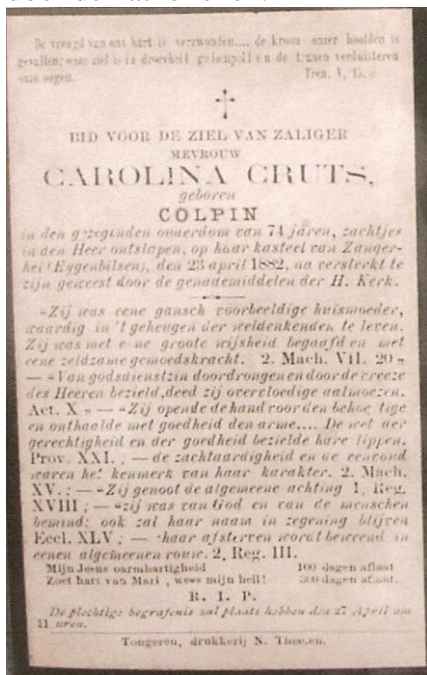 De vreugd van ons hart is verzwonden.... de kroon onzer hoofden is
gevallen; onze ziel is in droefheid gedompeld en de tranen verduisteren
onze oogen. Tren. V, 15.
BID VOOR DE ZIEL VAN ZALIGER
MEVROUW
CAROLINA CRUTS,
geboren
COLPIN
in den gezegenden ouderdom van 74 jaren, zachtjes
in den Heer ontslapen, op haar kasteel van Zanger-
hei (Eygenbilsen), den 23 april 1882, na versterkt te
zijn geweest door de genademiddelen der H. Kerk.
«Zij was eene gansch voorbeeldige huismoeder,
waardig in 't geheugen der weldenkenden te leven.
Zij was met eene groote wijsheid begaafd en met
eene zeldzame gemoedskracht. 2. Mach. VII. 20»
— «Van godsdienstzin doordrongen en door de vreeze
des Heeren bezield, deed zij overvloedige aalmoezen.
Act. X» — «Zij opende de hand voor den behoeftige
en onthaalde met goedheid den arme.... De wet der
gerechtigheid en der goedheid bezielde hare lippen.
Prov. XXI. ; — de zachtaardigheid en de eenvoud
waren het kenmerk van haar karakter. 2. Mach.
XV. ; — «Zij genoot de algemeene achting 1. Reg.
XVIII ; — «zij was van God en van de menschen
bemind; ook zal haar naam in zegening blijven
Eccl. XLV ; — haar afsterven wordt beweend in
eenen algemeenen rouw. 2. Reg. III.
Mijn Jesus barmhartigheid 100 dagen aflaat
Zoet hart van Mari, wees mijn heil! 300 dagen aflaat.
R. I. P.
De plechtige begrafenis zal plaats hebben den 27 April om
11 uren.
Tongeren, drukkerij N. Theelen.